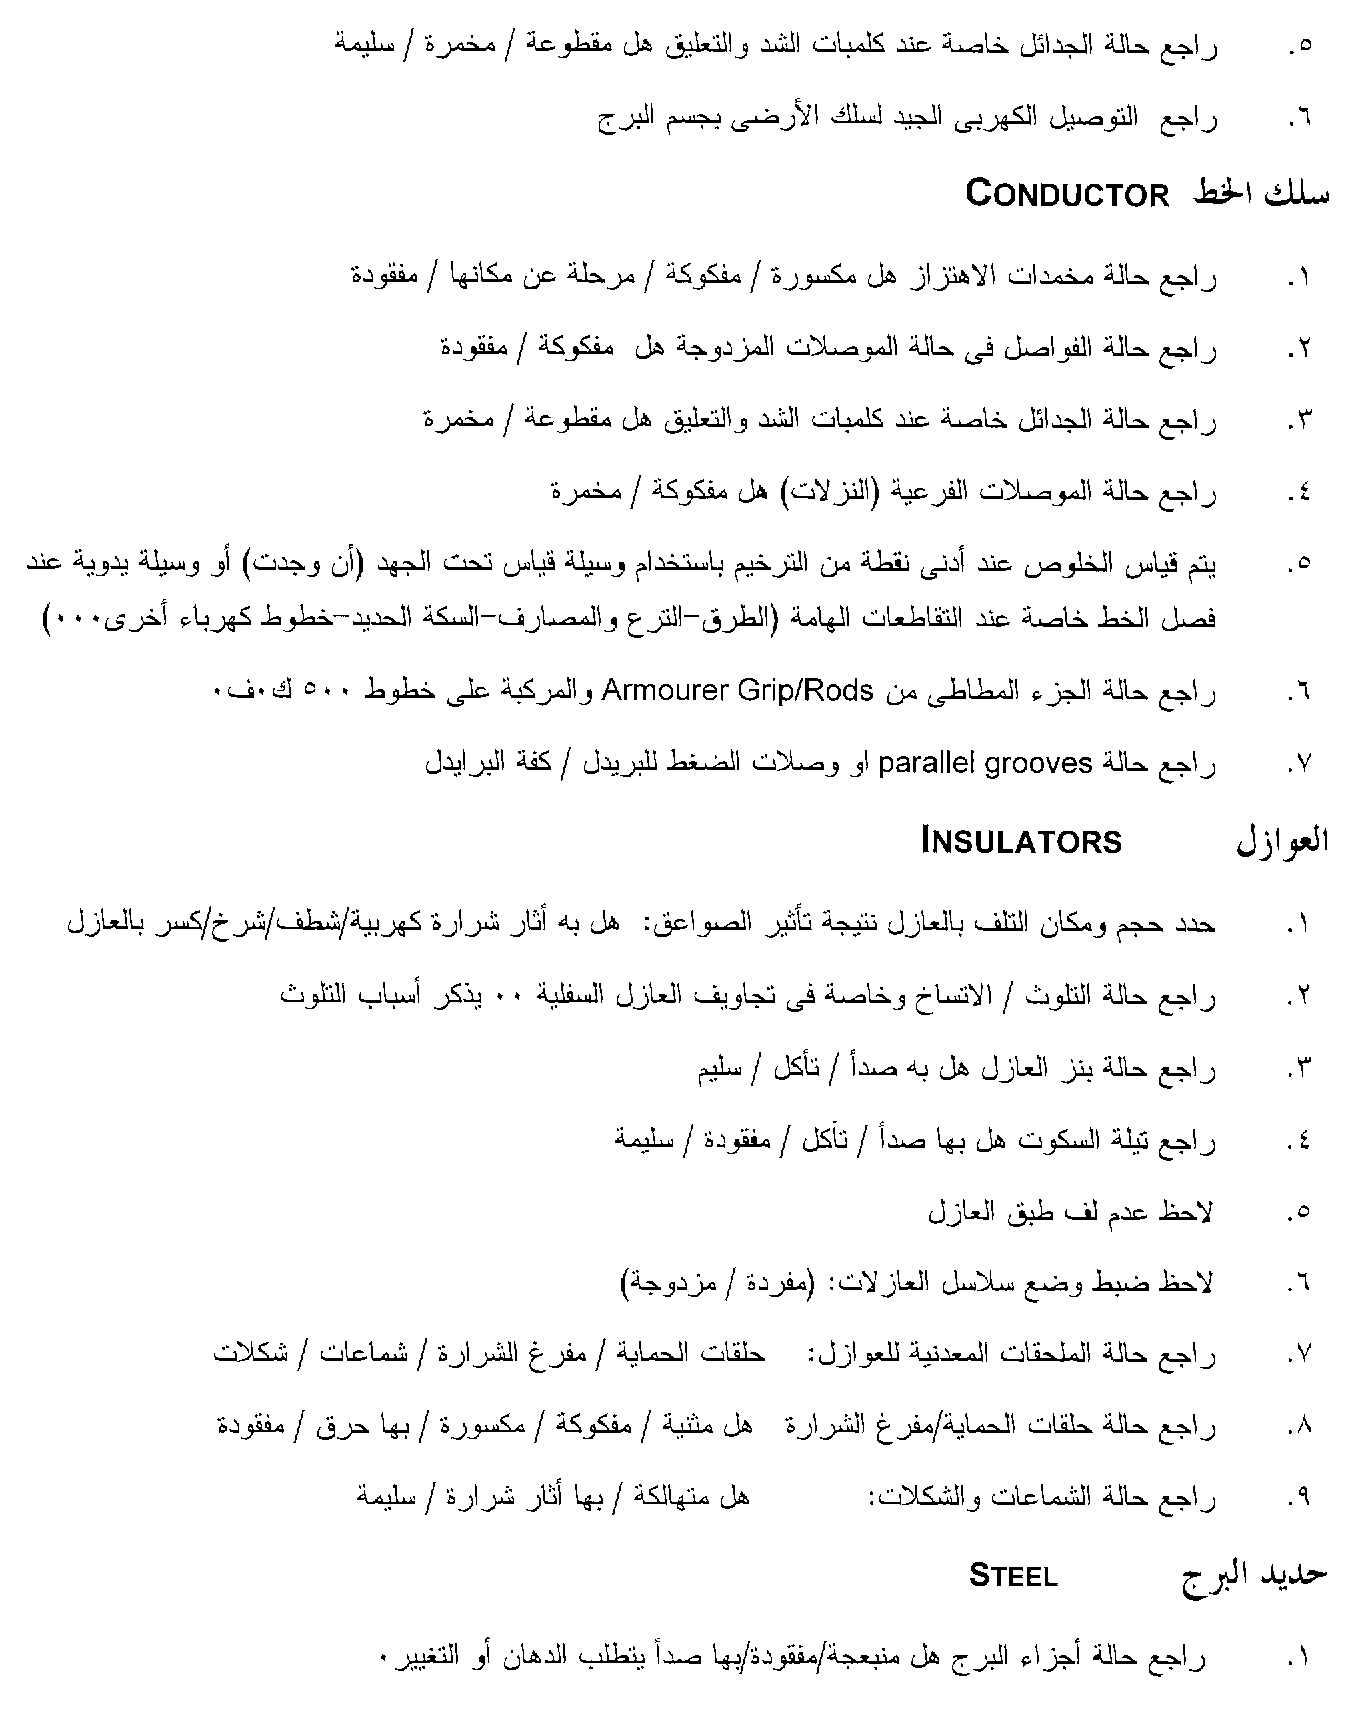 ٥. راجع حالة الجدائل خاصة عند كلمبات الشد والتعليق هل مقطوعة / مخمرة / سليمة
٦. راجع التوصيل الكهربى الجيد لسلك الأرضى بجسم البرج
سلك الخط CONDUCTOR
١. راجع حالة مخمدات الاهتزاز هل مكسورة / مفكوكة / مرحلة عن مكانها / مفقودة
٢. راجع حالة الفواصل فى حالة الموصلات المزدوجة هل مفكوكة / مفقودة
٣. راجع حالة الجدائل خاصة عند كلمبات الشد والتعليق هل مقطوعة / مخمرة
٤. راجع حالة الموصلات الفرعية (النزلات) هل مفكوكة / مخمرة
٥. يتم قياس الخلوص عند أدنى نقطة من الترخيم باستخدام وسيلة قياس تحت الجهد (أن وجدت) أو وسيلة يدوية عند
فصل الخط خاصة عند التقاطعات الهامة (الطرق-الترع والمصارف-السكة الحديد-خطوط كهرباء أخرى٠٠٠)
٦. راجع حالة الجزء المطاطى من Armourer Grip/Rods والمركبة على خطوط ٥٠٠ ك٠ف٠
٧. راجع حالة parallel grooves او وصلات الضغط للبريدل / كفة البرايدل
العوازل INSULATORS
١. حدد حجم ومكان التلف بالعازل نتيجة تأثير الصواعق: هل به أثار شرارة كهربية/شطف/شرخ/كسر بالعازل
٢. راجع حالة التلوث / الاتساخ وخاصة فى تجاويف العازل السفلية ٠٠ يذكر أسباب التلوث
٣. راجع حالة بنز العازل هل به صدأ / تأكل / سليم
٤. راجع تيلة السكوت هل بها صدأ / تأكل / مفقودة / سليمة
٥. لاحظ عدم لف طبق العازل
٦. لاحظ ضبط وضع سلاسل العازلات: (مفردة / مزدوجة)
٧. راجع حالة الملحقات المعدنية للعوازل: حلقات الحماية / مفرغ الشرارة / شماعات / شكلات
٨. راجع حالة حلقات الحماية/مفرغ الشرارة هل مثنية / مفكوكة / مكسورة / بها حرق / مفقودة
٩. راجع حالة الشماعات والشكلات: هل متهالكة / بها أثار شرارة / سليمة
حديد البرج STEEL
١. راجع حالة أجزاء البرج هل منبعجة/مفقودة/بها صدأ يتطلب الدهان أو التغيير٠